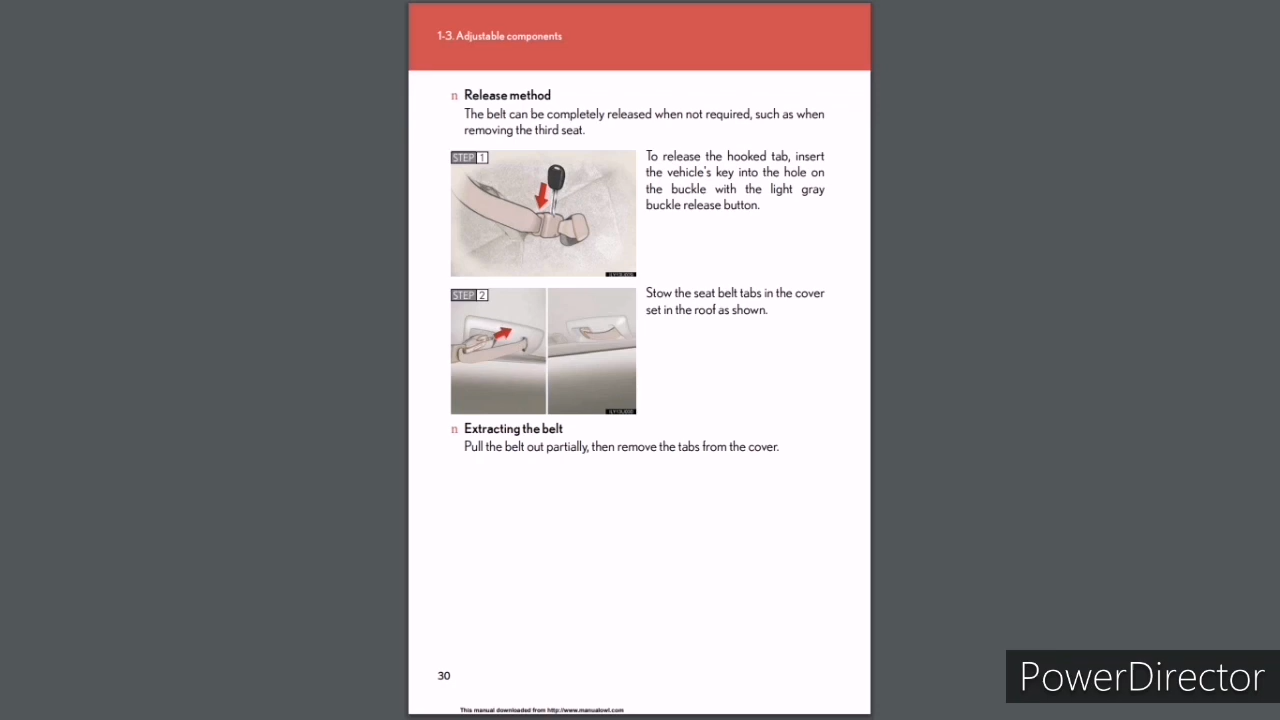 1-3. Adjustable components
n Release method
The belt can be completely released when not required, such as when
removing the third seat.
STEP 1
To release the hooked tab, insert
the vehicle's key into the hole on
the buckle with the light gray
buckle release button.
STEP 2
Stow the seat belt tabs in the cover
set in the roof as shown.
n Extracting the belt
Pull the belt out partially, then remove the tabs from the cover.
30
This manual downloaded from http://www.manualowl.com
PowerDirector